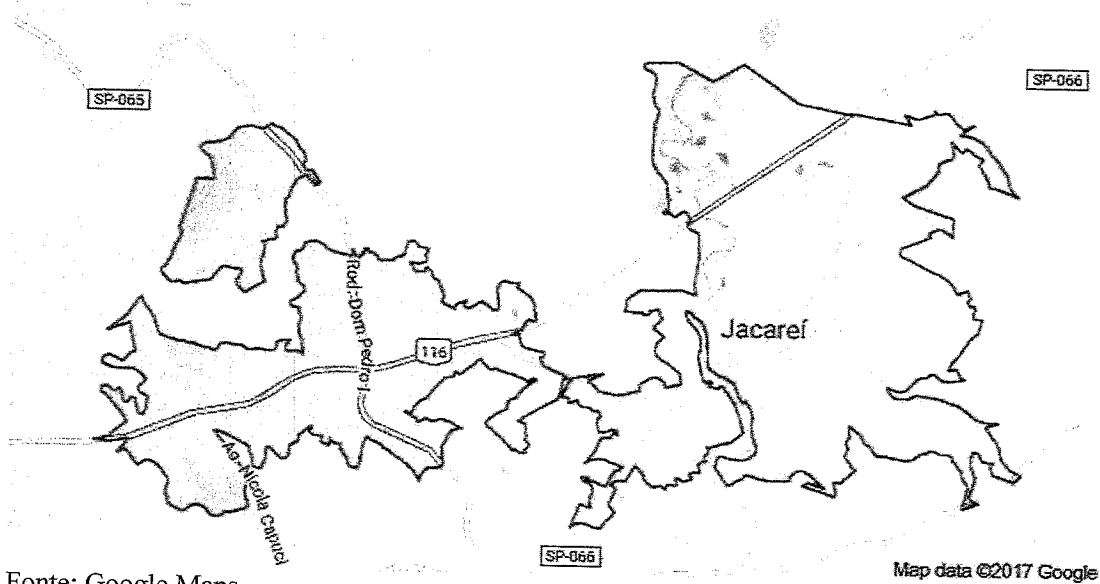 SP-065
SP-066
Rod. Dom Pedro I
116
Jacareí
Av. Nicola Capuci
SP-066
Map data ©2017 Google
Fonte: Google Maps